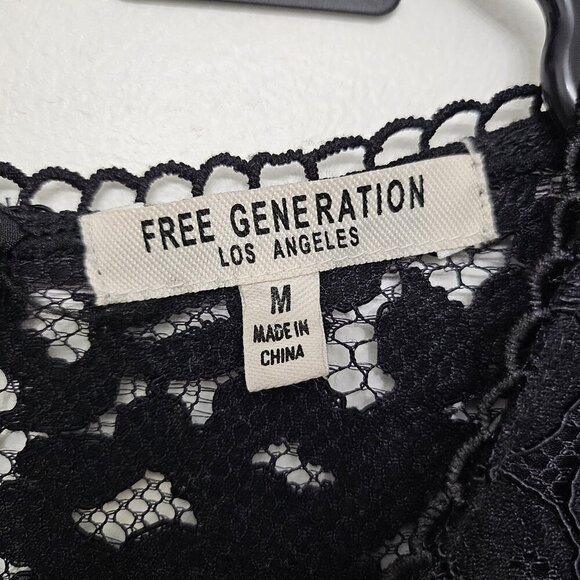 FREE GENERATION
LOS ANGELES
M
MADE IN
CHINA